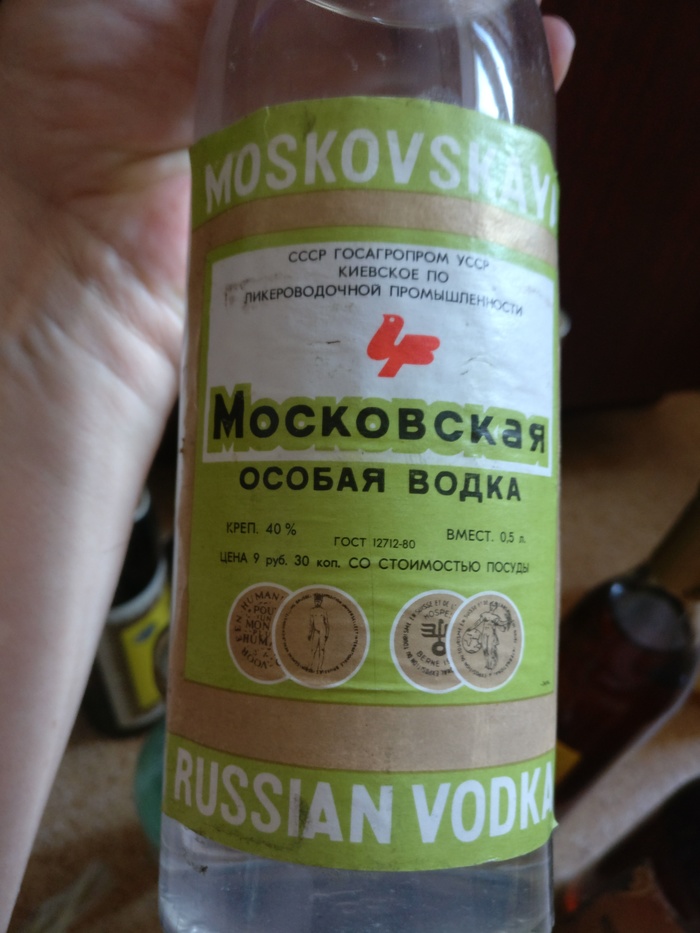 MOSKOVSKAYA
СССР ГОСАГРОПРОМ УССР
КИЕВСКОЕ ПО
ЛИКЕРОВОДОЧНОЙ ПРОМЫШЛЕННОСТИ
Московская
ОСОБАЯ ВОДКА
КРЕП. 40 %
ГОСТ 12712-80
ВМЕСТ. 0,5 л.
ЦЕНА 9 руб. 30 коп. СО СТОИМОСТЬЮ ПОСУДЫ
RUSSIAN VODKA